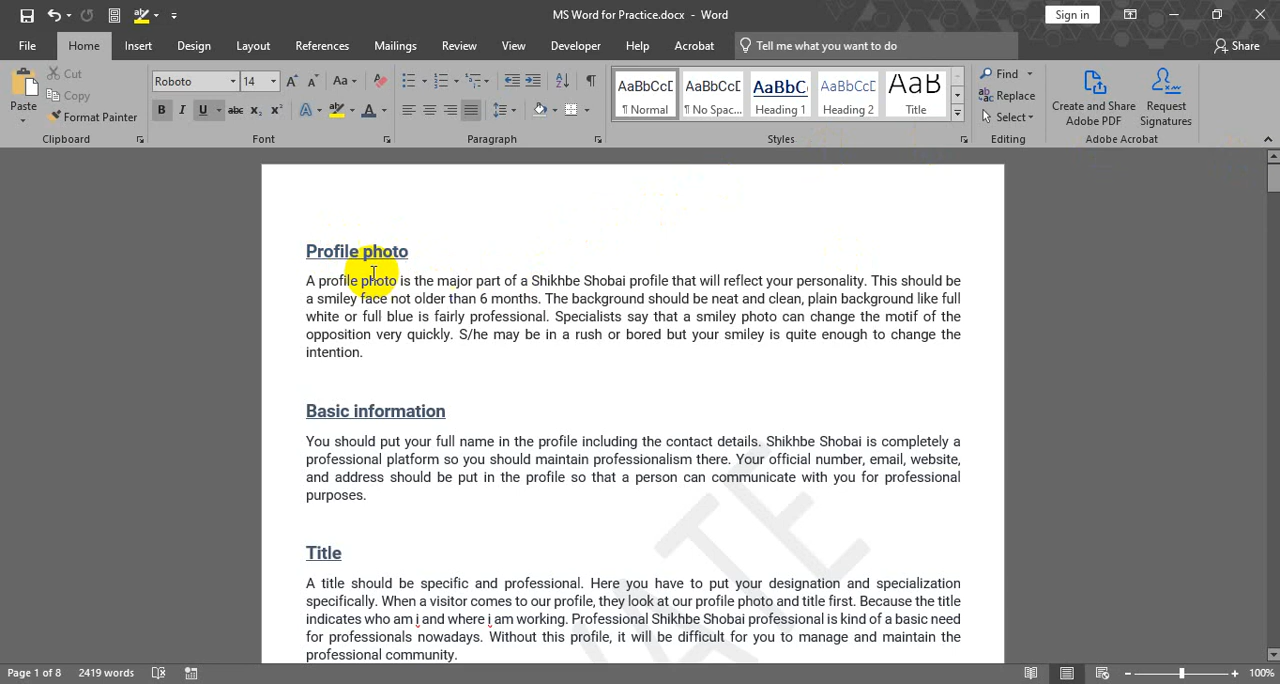 MS Word for Practice.docx - Word
Sign in
File Home Insert Design Layout References Mailings Review View Developer Help Acrobat Tell me what you want to do Share
Paste
Cut
Copy
Format Painter
Clipboard
Roboto 14
Font
Paragraph
AaBbCcD AaBbCcD AaBbC AaBbCcD AaB
¶ Normal ¶ No Spac... Heading 1 Heading 2 Title
Styles
Find
Replace
Select
Editing
Create and Share Adobe PDF
Request Signatures
Adobe Acrobat
Profile photo
A profile photo is the major part of a Shikhbe Shobai profile that will reflect your personality. This should be
a smiley face not older than 6 months. The background should be neat and clean, plain background like full
white or full blue is fairly professional. Specialists say that a smiley photo can change the motif of the
opposition very quickly. S/he may be in a rush or bored but your smiley is quite enough to change the
intention.
Basic information
You should put your full name in the profile including the contact details. Shikhbe Shobai is completely a
professional platform so you should maintain professionalism there. Your official number, email, website,
and address should be put in the profile so that a person can communicate with you for professional
purposes.
Title
A title should be specific and professional. Here you have to put your designation and specialization
specifically. When a visitor comes to our profile, they look at our profile photo and title first. Because the title
indicates who am i and where i am working. Professional Shikhbe Shobai professional is kind of a basic need
for professionals nowadays. Without this profile, it will be difficult for you to manage and maintain the
professional community.
Page 1 of 8 2419 words 100%